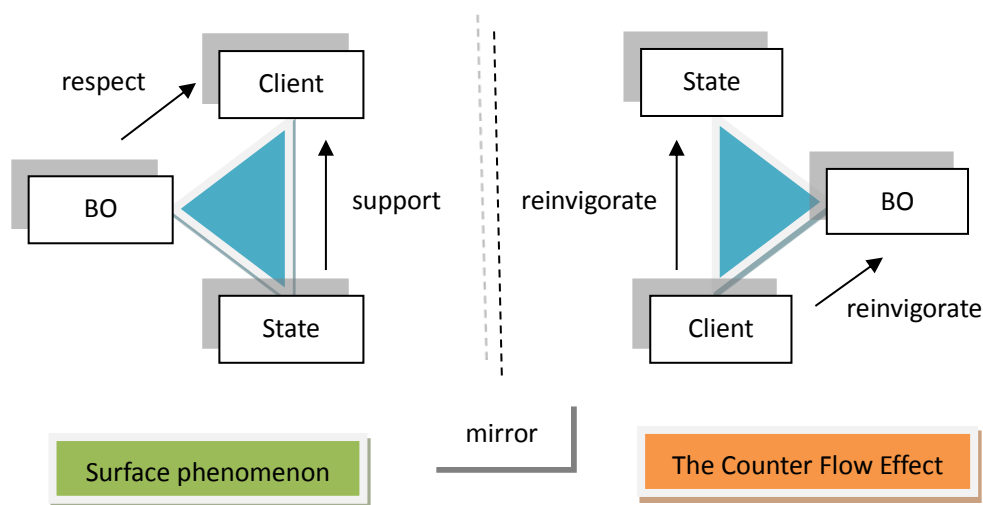 respect
Client
BO
support
State
State
reinvigorate
BO
Client
reinvigorate
mirror
Surface phenomenon
The Counter Flow Effect